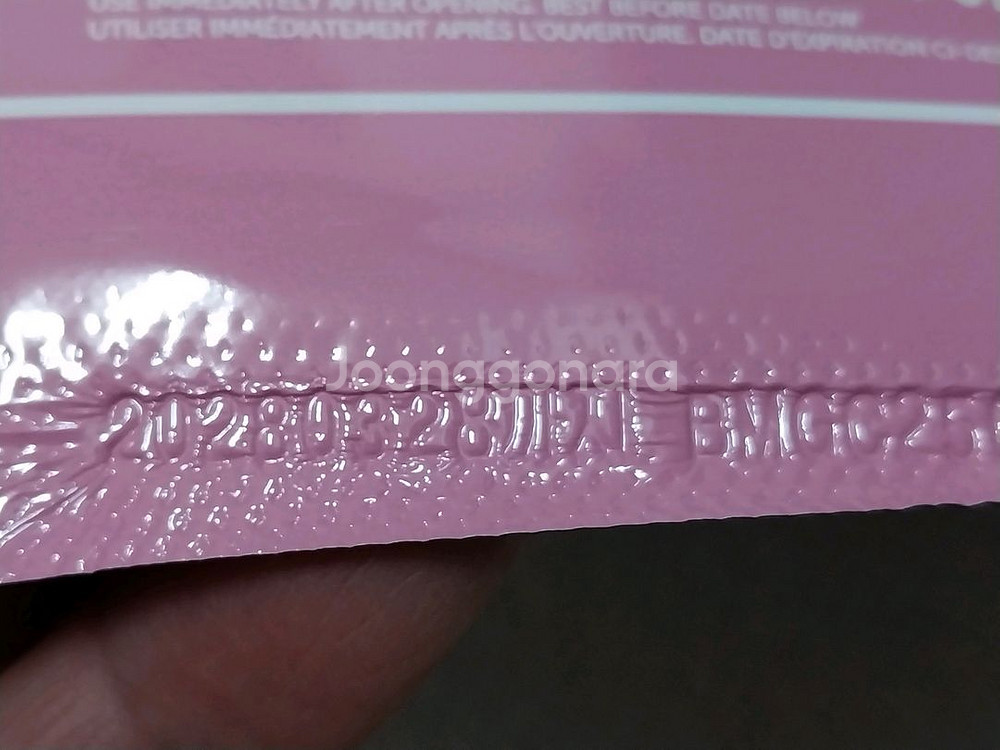 USE IMMEDIATELY AFTER OPENING. BEST BEFORE DATE BELOW
UTILISER IMMÉDIATEMENT APRÈS L'OUVERTURE. DATE D'EXPIRATION CI-DES
Joonggonara
20280328까지 BMGC25